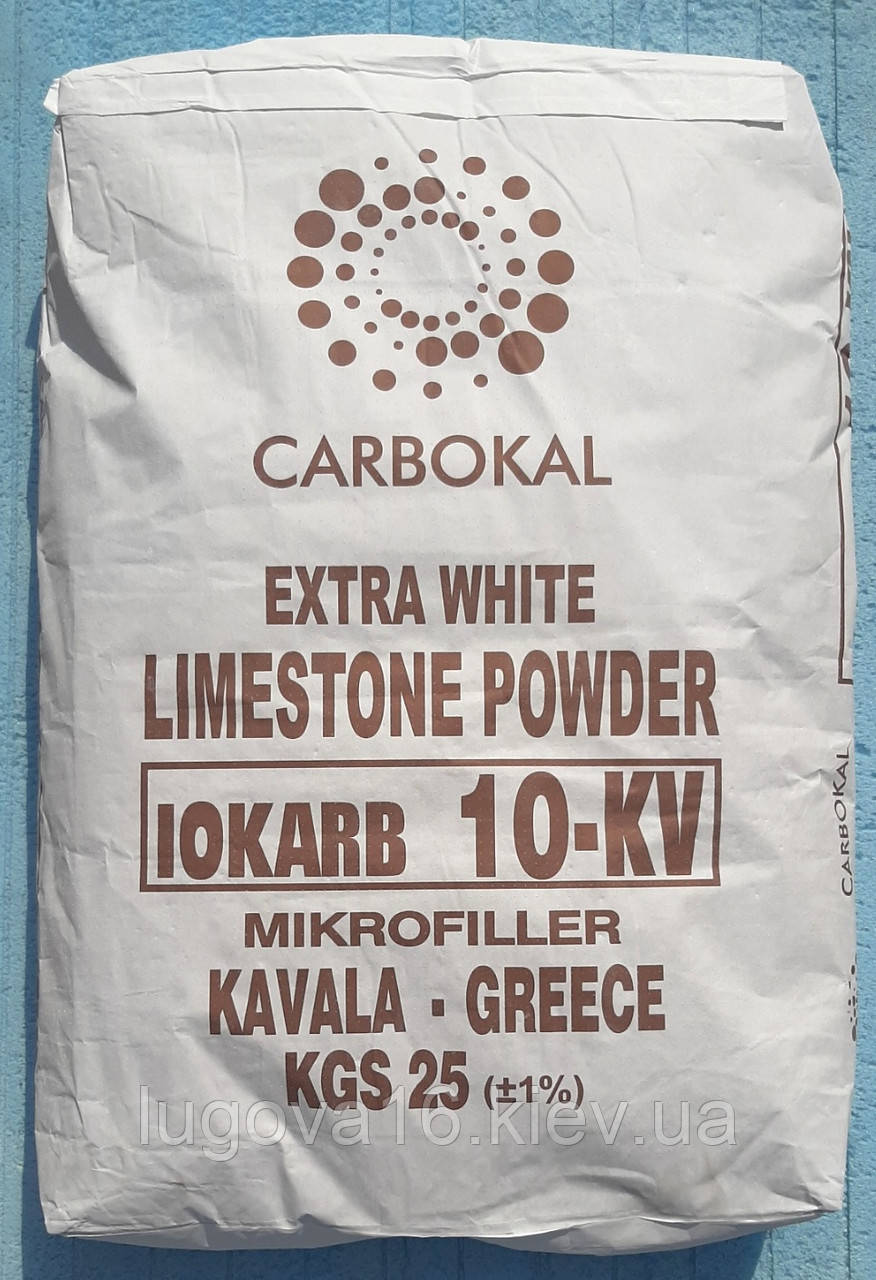 CARBOKAL
EXTRA WHITE
LIMESTONE POWDER
IOKARB 10-KV
MIKROFILLER
KAVALA - GREECE
KGS 25 (±1%)
lugova16.kiev.ua
CARBOKAL